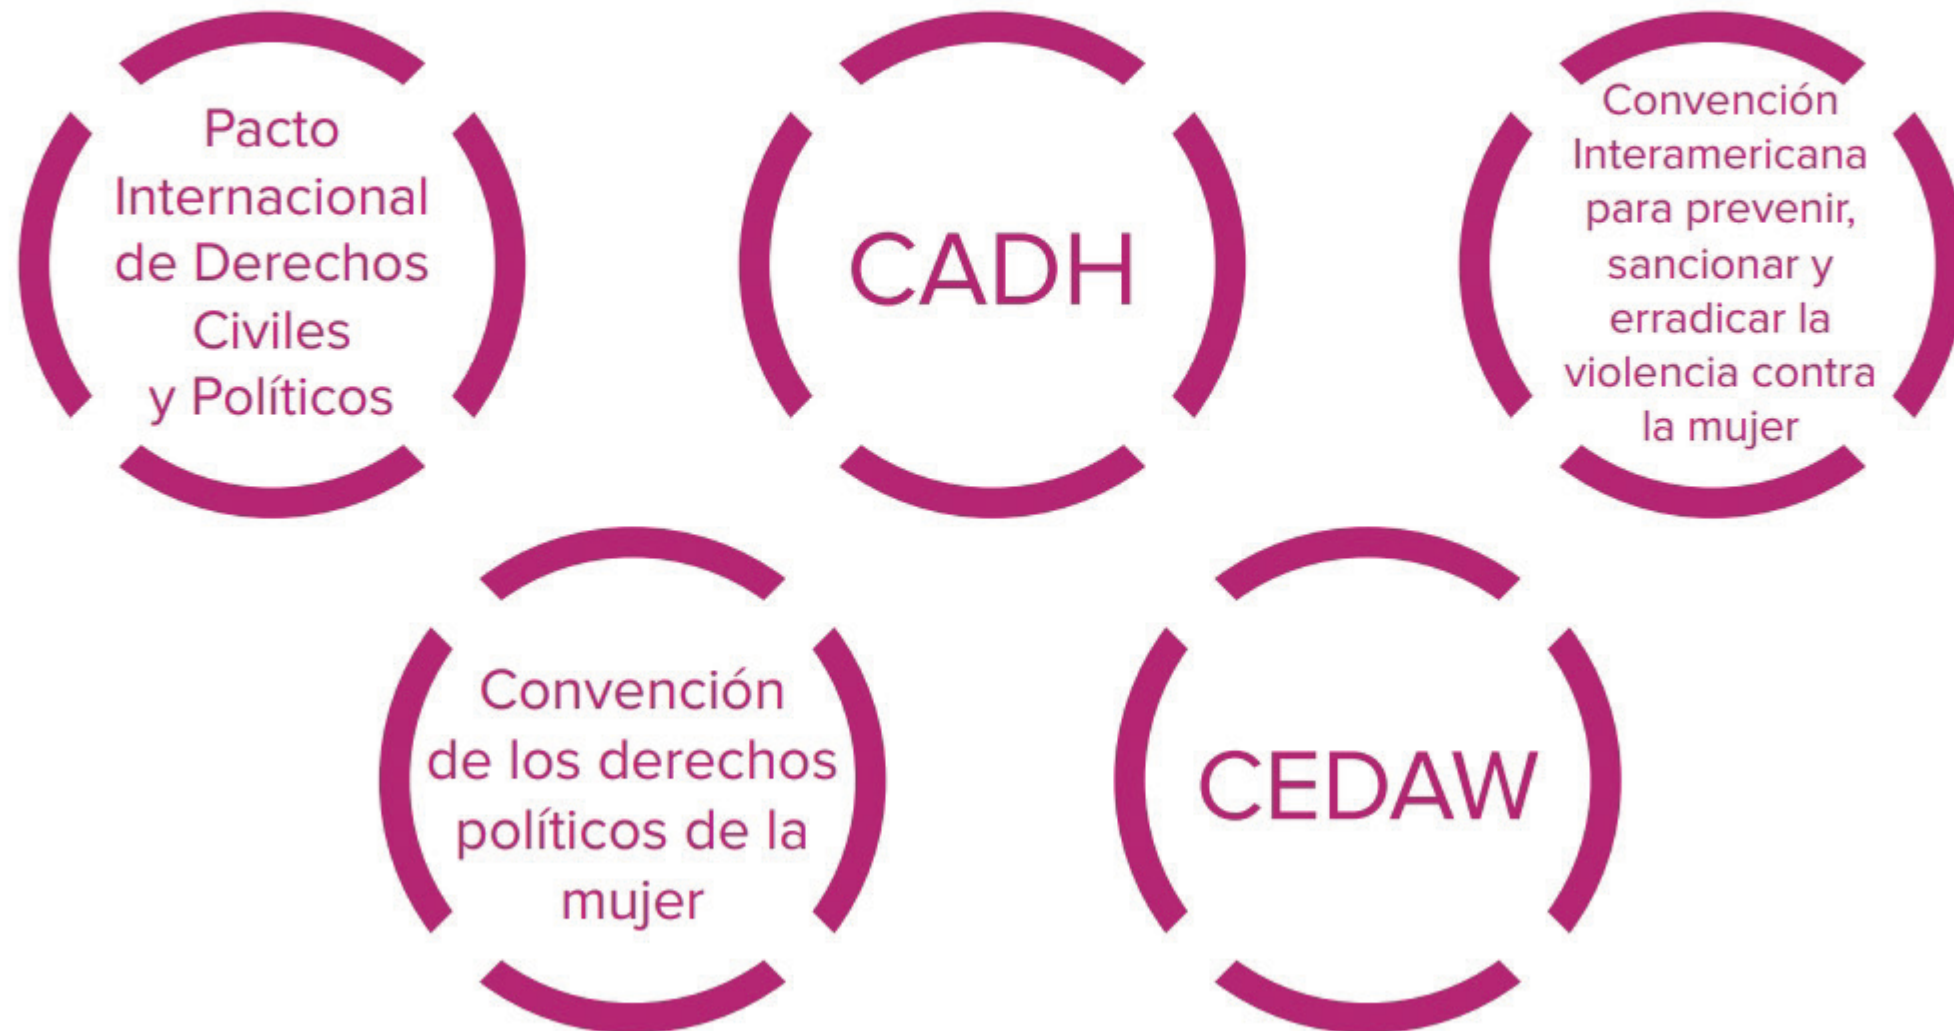 Pacto
Internacional
de Derechos
Civiles
y Políticos
CADH
Convención
Interamericana
para prevenir,
sancionar y
erradicar la
violencia contra
la mujer
Convención
de los derechos
políticos de la
mujer
CEDAW